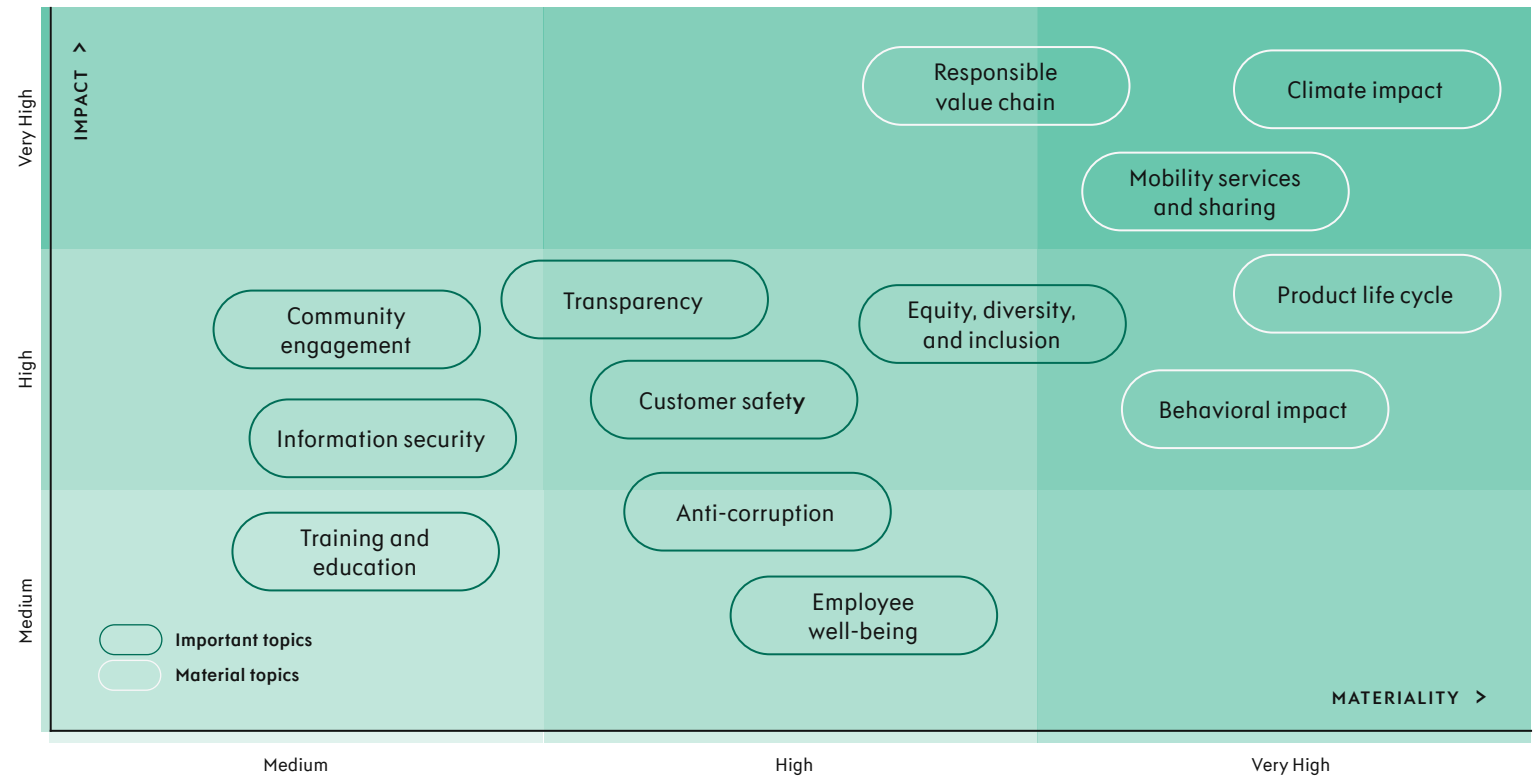 IMPACT >
Very High
High
Medium
Responsible
value chain
Climate impact
Mobility services
and sharing
Product life cycle
Transparency
Equity, diversity,
and inclusion
Community
engagement
Customer safety
Behavioral impact
Information security
Anti-corruption
Training and
education
Employee
well-being
Important topics
Material topics
MATERIALITY >
Medium
High
Very High